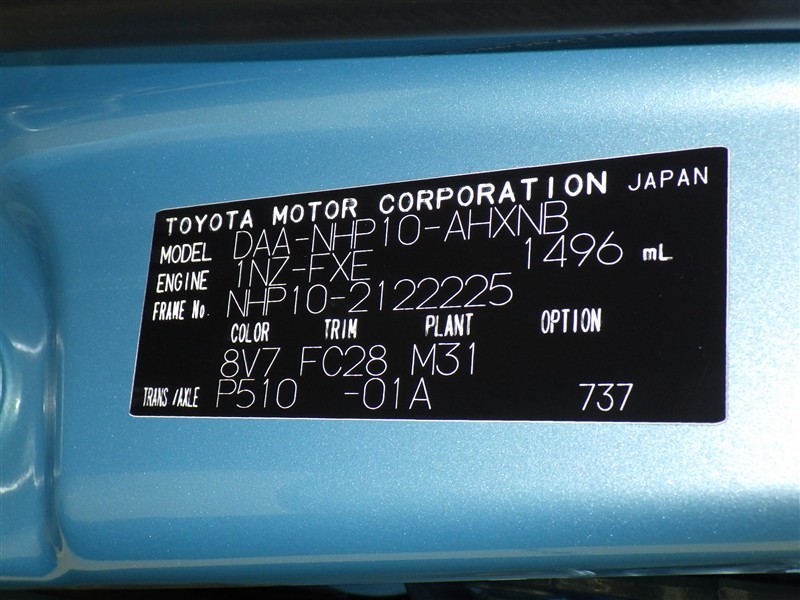 TOYOTA MOTOR CORPORATION JAPAN
MODEL DAA-NHP10-AHXNB
ENGINE 1NZ-FXE 1496 mL
FRAME No. NHP10-2122225
COLOR TRIM PLANT OPTION
8V7 FC28 M31
TRANS/AXLE P510 -01A 737